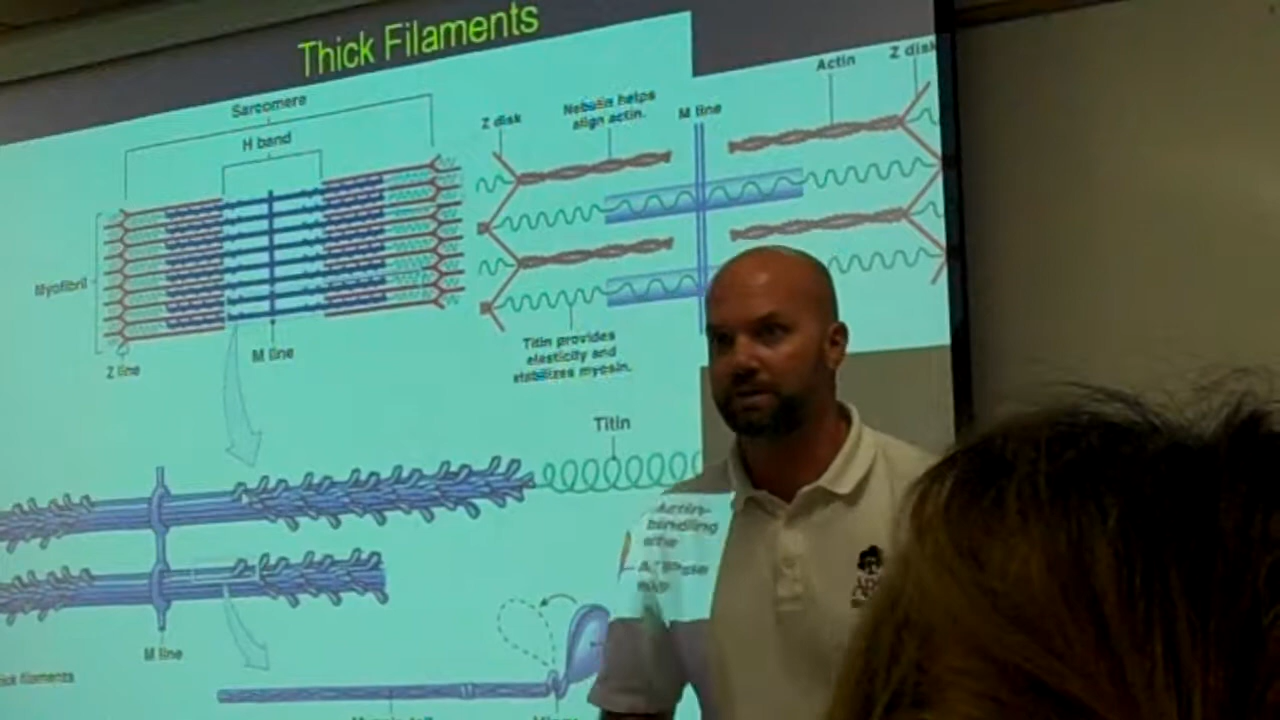 Thick Filaments
Sarcomere
H band
Myofibril
Z line
M line
Z disk
Nebulin helps
align actin.
M line
Actin
Z disk
Titin provides
elasticity and
stabilizes myosin.
Titin
Actin-
binding
M line
filaments